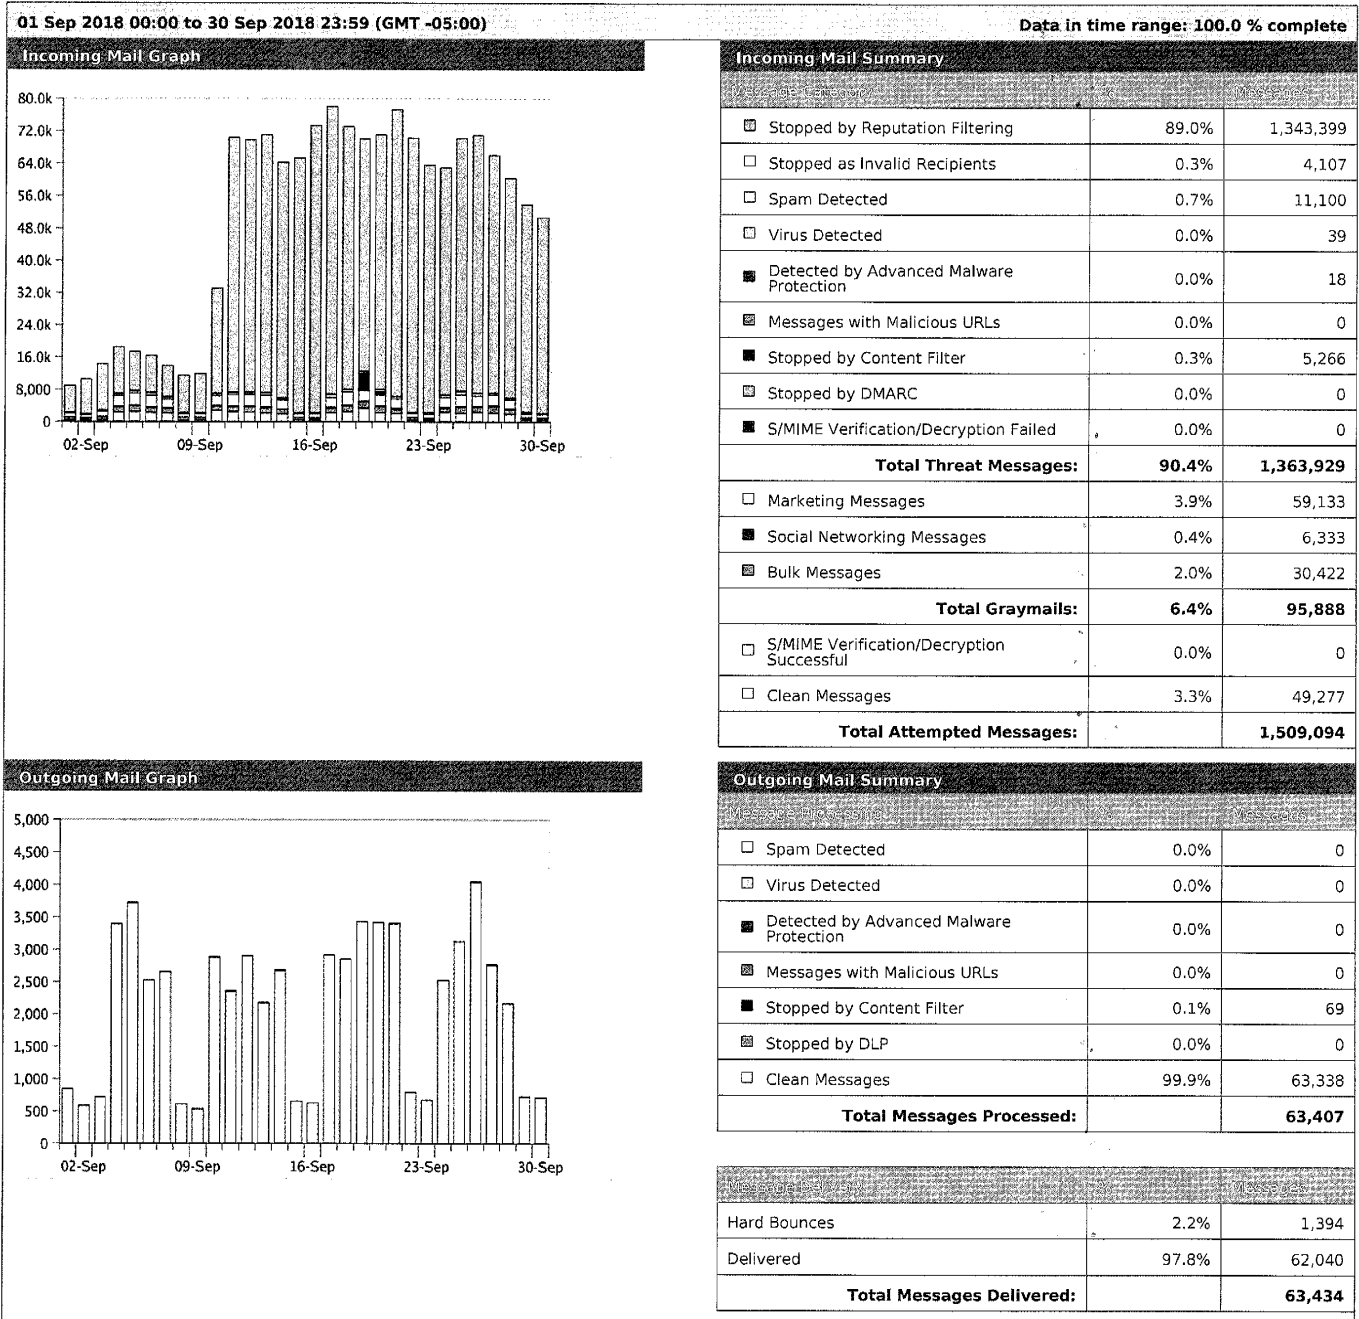 01 Sep 2018 00:00 to 30 Sep 2018 23:59 (GMT -05:00)
Data in time range: 100.0 % complete
Incoming Mail Graph
80.0k
72.0k
64.0k
56.0k
48.0k
40.0k
32.0k
24.0k
16.0k
8,000
0
02-Sep 09-Sep 16-Sep 23-Sep 30-Sep
Incoming Mail Summary
Message Category % Messages
Stopped by Reputation Filtering 89.0% 1,343,399
Stopped as Invalid Recipients 0.3% 4,107
Spam Detected 0.7% 11,100
Virus Detected 0.0% 39
Detected by Advanced Malware
Protection 0.0% 18
Messages with Malicious URLs 0.0% 0
Stopped by Content Filter 0.3% 5,266
Stopped by DMARC 0.0% 0
S/MIME Verification/Decryption Failed 0.0% 0
Total Threat Messages: 90.4% 1,363,929
Marketing Messages 3.9% 59,133
Social Networking Messages 0.4% 6,333
Bulk Messages 2.0% 30,422
Total Graymails: 6.4% 95,888
S/MIME Verification/Decryption
Successful 0.0% 0
Clean Messages 3.3% 49,277
Total Attempted Messages: 1,509,094
Outgoing Mail Graph
5,000
4,500
4,000
3,500
3,000
2,500
2,000
1,500
1,000
500
0
02-Sep 09-Sep 16-Sep 23-Sep 30-Sep
Outgoing Mail Summary
Message Processing % Messages
Spam Detected 0.0% 0
Virus Detected 0.0% 0
Detected by Advanced Malware
Protection 0.0% 0
Messages with Malicious URLs 0.0% 0
Stopped by Content Filter 0.1% 69
Stopped by DLP 0.0% 0
Clean Messages 99.9% 63,338
Total Messages Processed: 63,407
Message Delivery % Messages
Hard Bounces 2.2% 1,394
Delivered 97.8% 62,040
Total Messages Delivered: 63,434